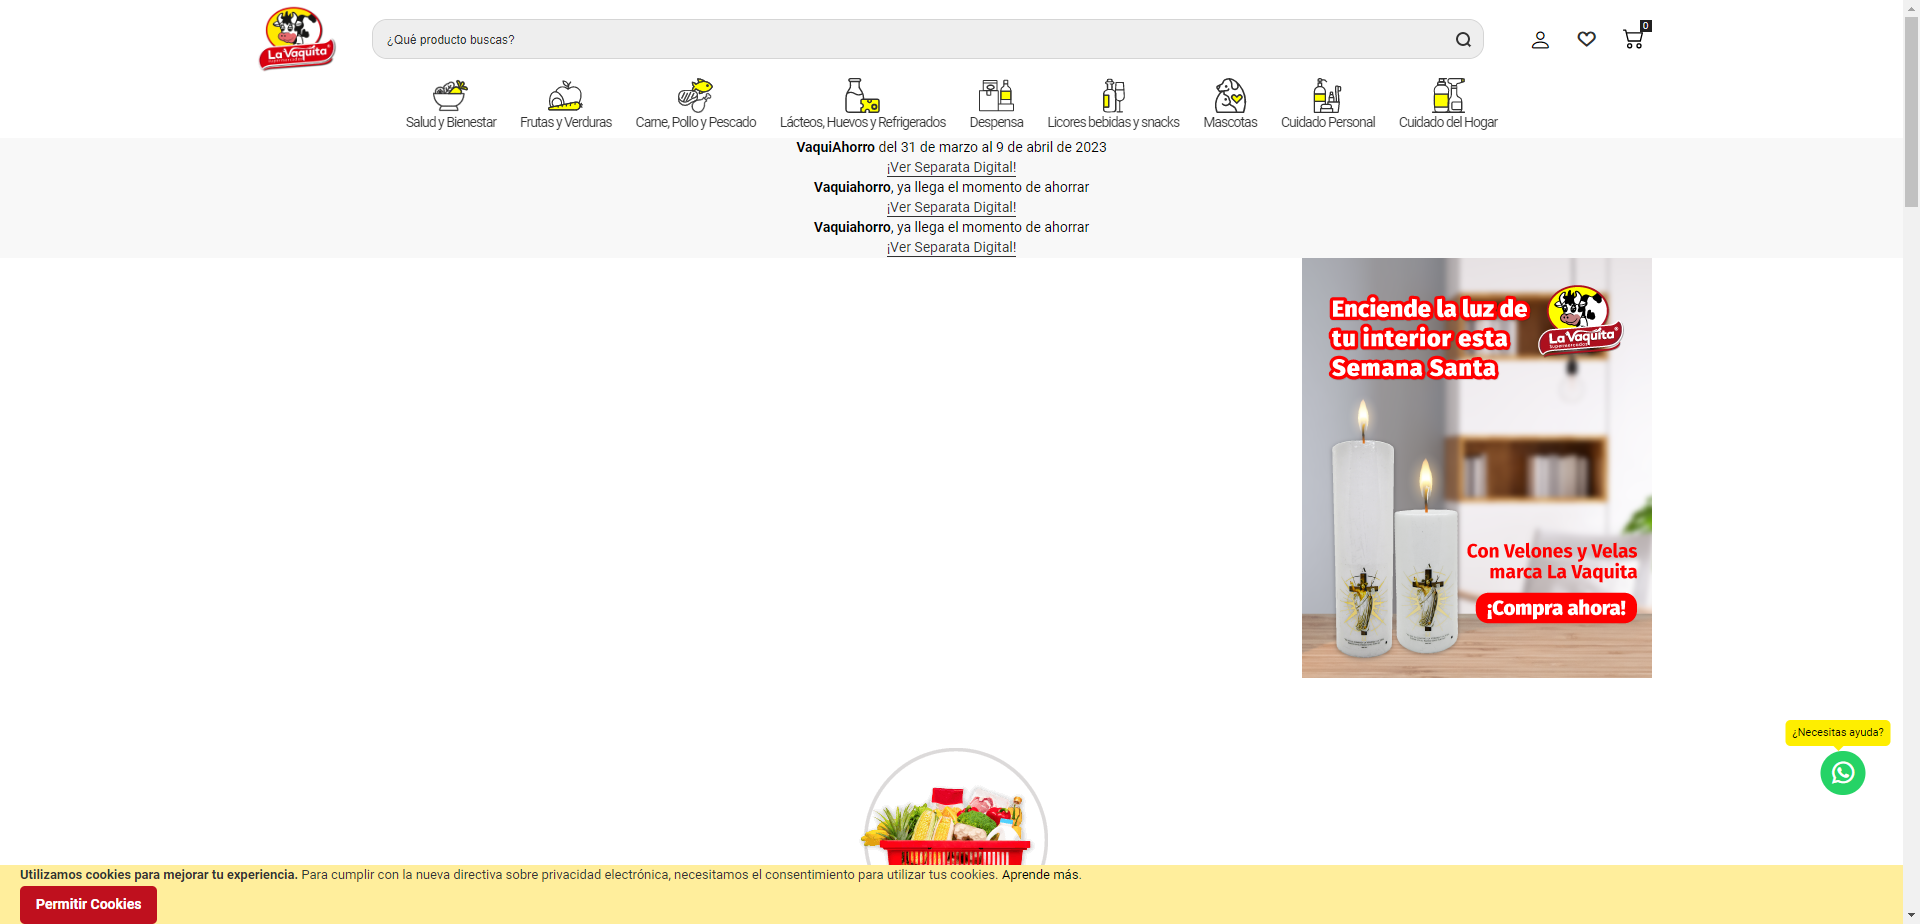 La Vaquita
Supermercados
¿Qué producto buscas?
0
Salud y Bienestar
Frutas y Verduras
Carne, Pollo y Pescado
Lácteos, Huevos y Refrigerados
Despensa
Licores bebidas y snacks
Mascotas
Cuidado Personal
Cuidado del Hogar
VaquiAhorro del 31 de marzo al 9 de abril de 2023
¡Ver Separata Digital!
Vaquiahorro, ya llega el momento de ahorrar
¡Ver Separata Digital!
Vaquiahorro, ya llega el momento de ahorrar
¡Ver Separata Digital!
Enciende la luz de
tu interior esta
Semana Santa
La Vaquita
Supermercados
Con Velones y Velas
marca La Vaquita
¡Compra ahora!
¿Necesitas ayuda?
Utilizamos cookies para mejorar tu experiencia. Para cumplir con la nueva directiva sobre privacidad electrónica, necesitamos el consentimiento para utilizar tus cookies. Aprende más.
Permitir Cookies